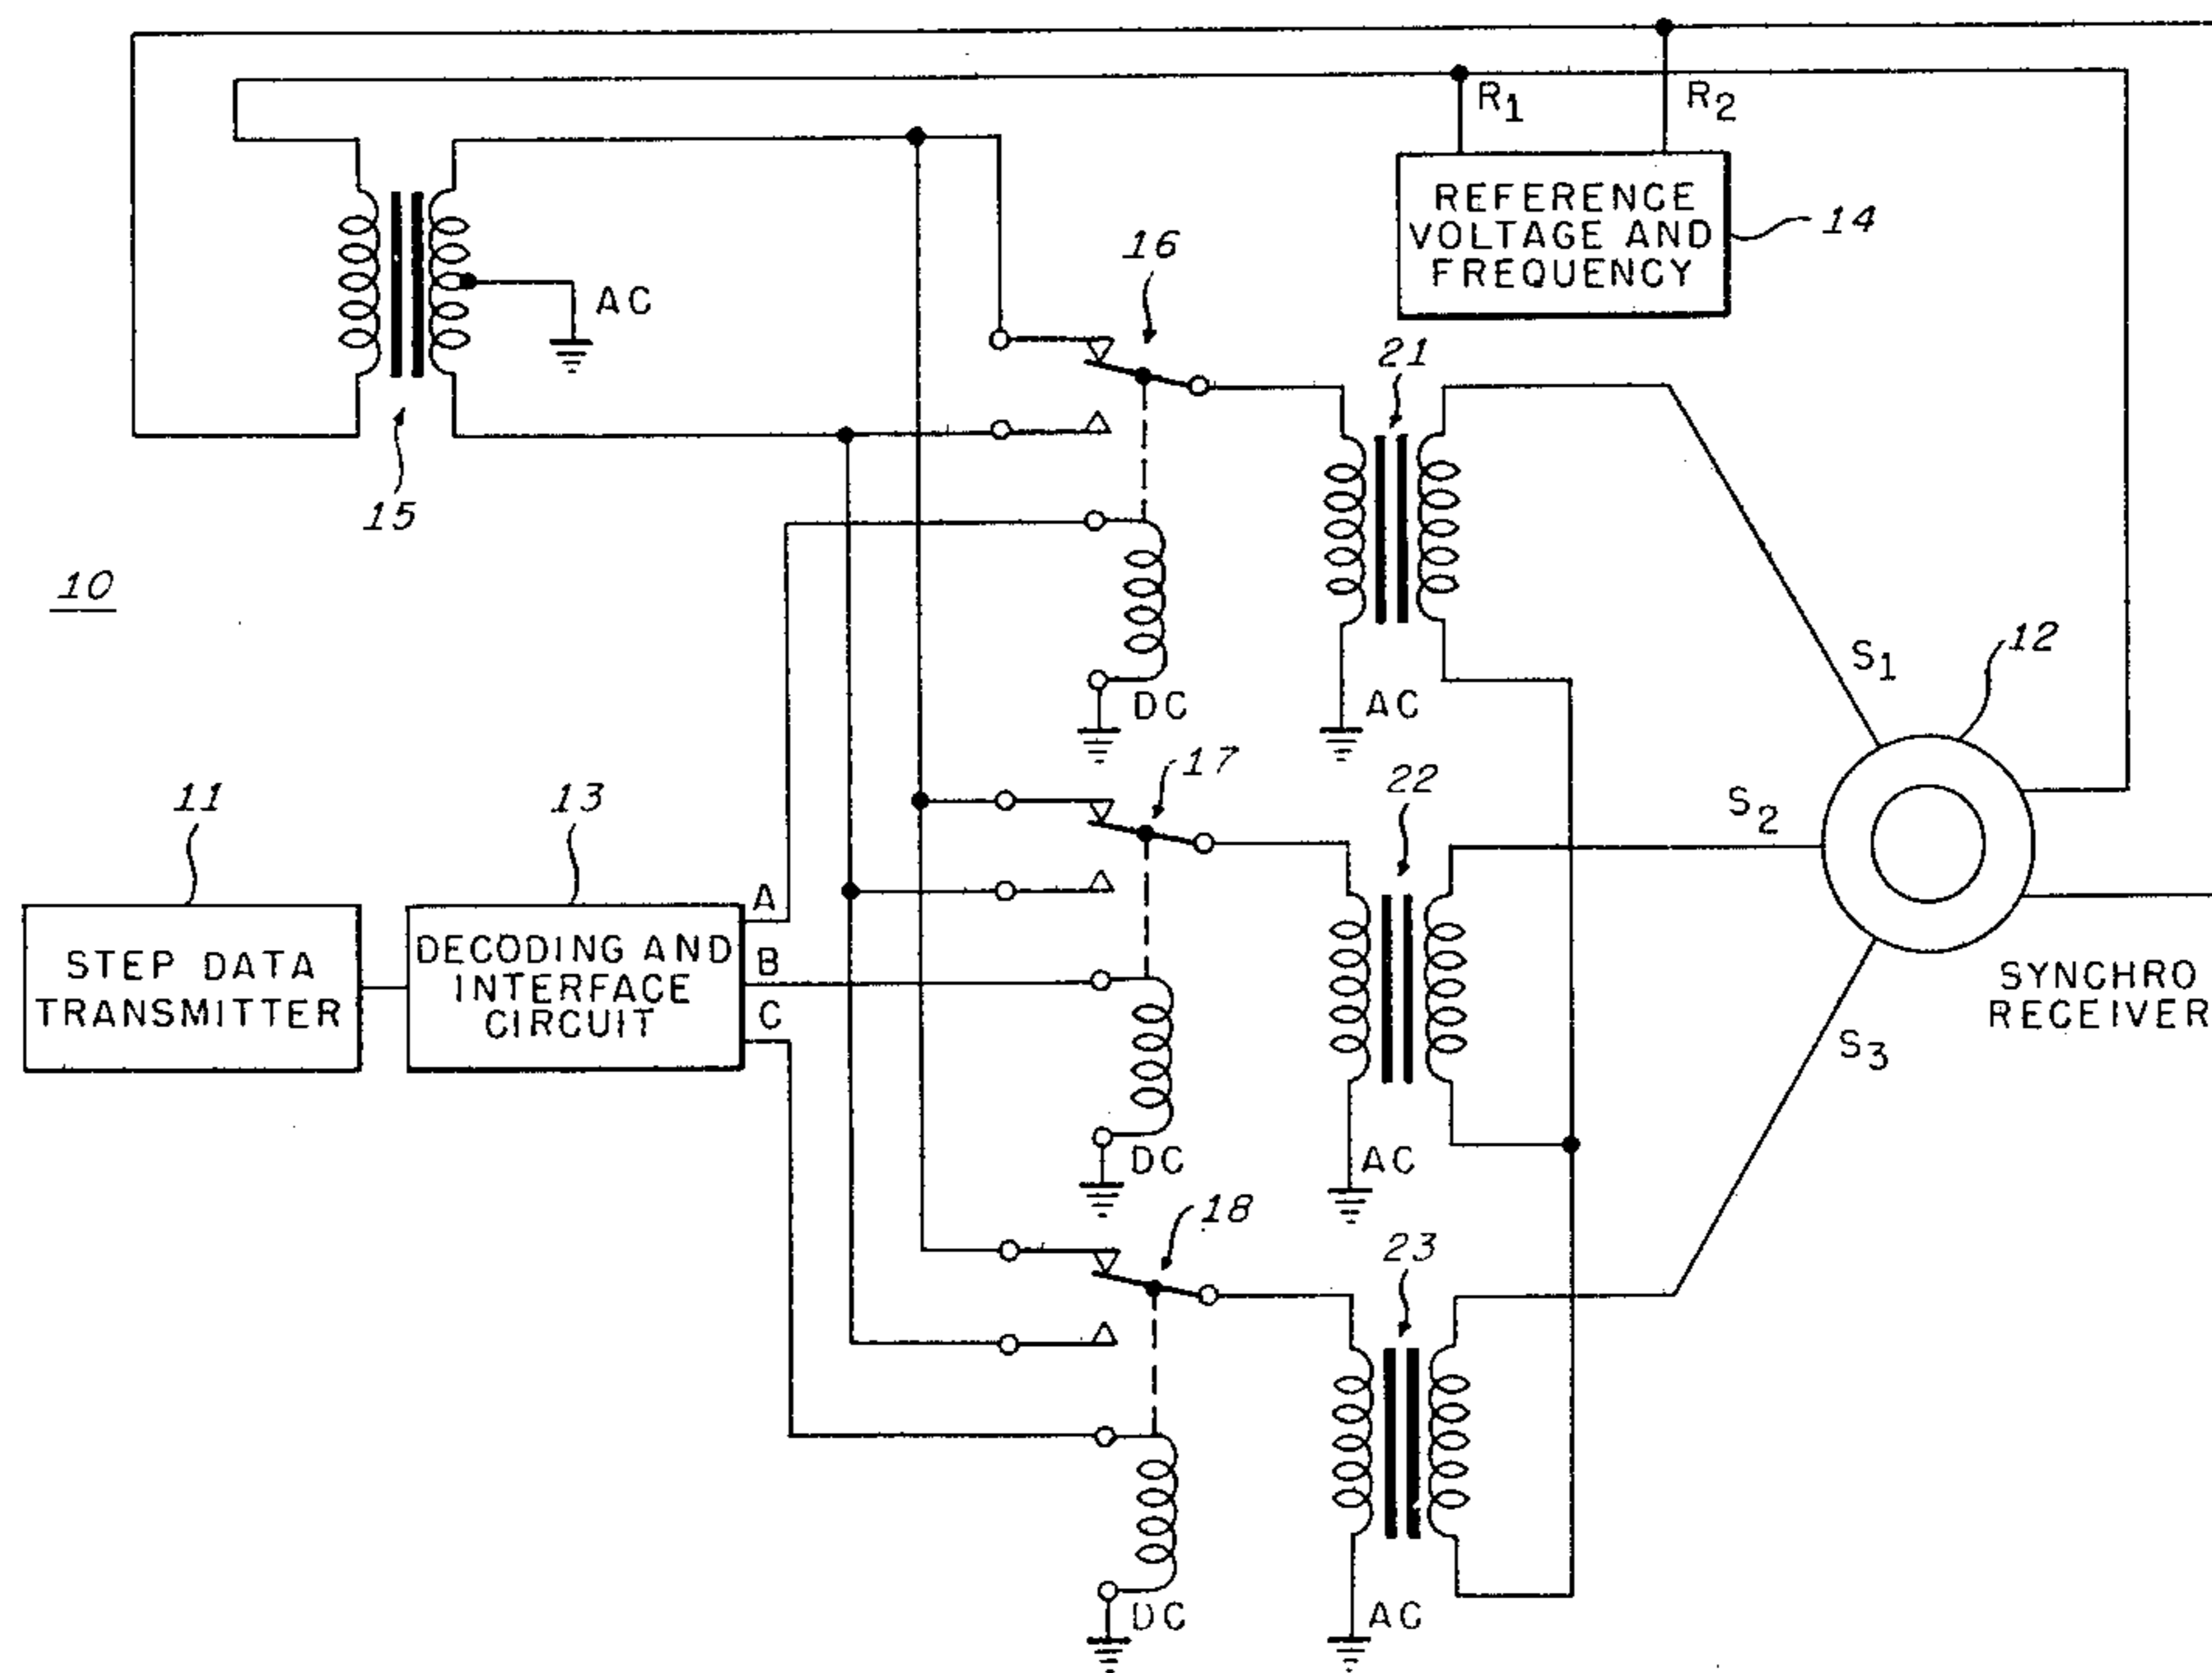 R1
R2
REFERENCE
VOLTAGE AND
FREQUENCY
14
16
AC
21
15
10
S1
12
DC
AC
17
22
S2
11
13
A
STEP DATA
TRANSMITTER
DECODING AND
INTERFACE
CIRCUIT
B
C
SYNCHRO
RECEIVER
S3
DC
AC
18
23
DC
AC